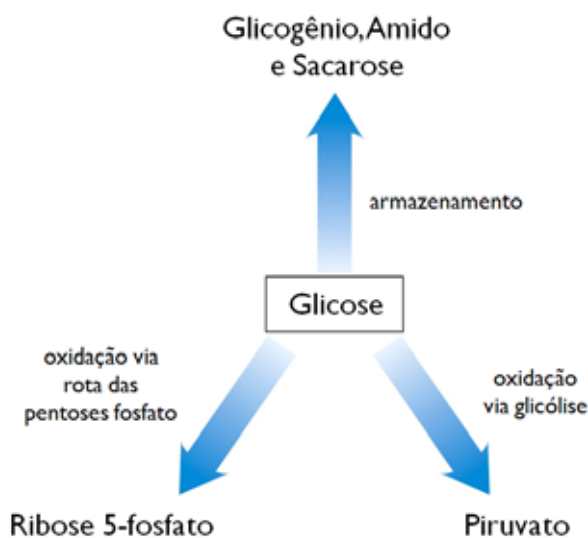 Glicogênio, Amido
e Sacarose
armazenamento
Glicose
oxidação via
rota das
pentoses fosfato
oxidação
via glicólise
Ribose 5-fosfato
Piruvato